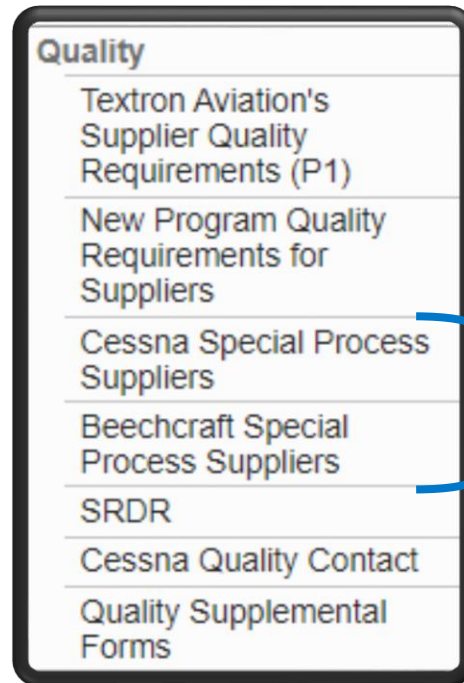 Quality
Textron Aviation's
Supplier Quality
Requirements (P1)
New Program Quality
Requirements for
Suppliers
Cessna Special Process
Suppliers
Beechcraft Special
Process Suppliers
SRDR
Cessna Quality Contact
Quality Supplemental
Forms